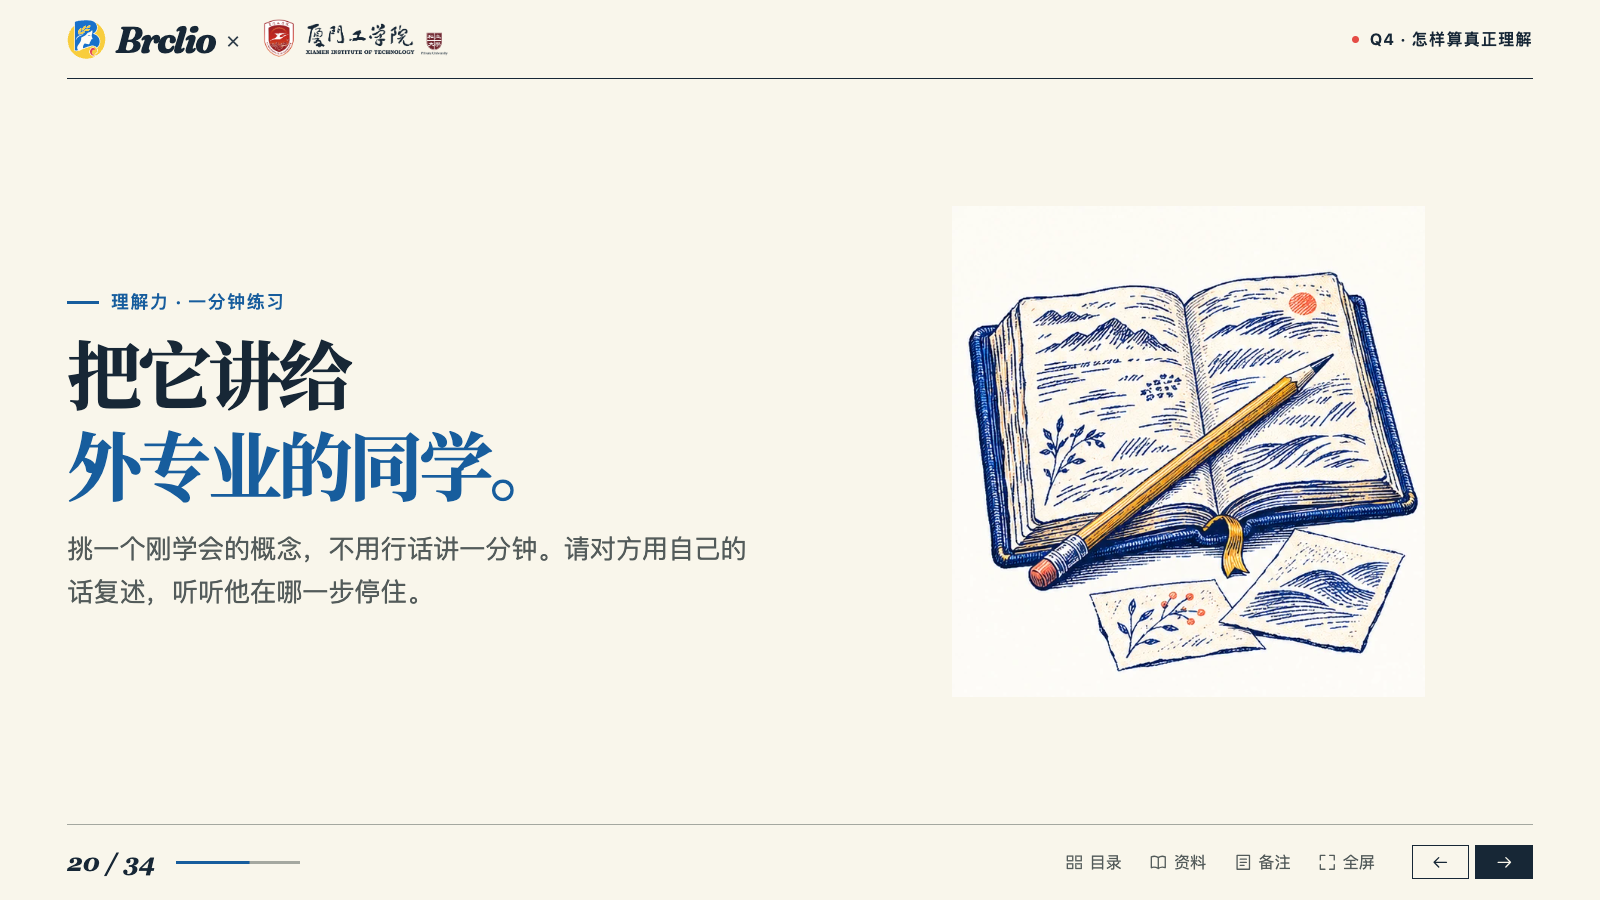 Brclio ×
厦门工学院
XIAMEN INSTITUTE OF TECHNOLOGY
Q4 · 怎样算真正理解
理解力 · 一分钟练习
把它讲给
外专业的同学。
挑一个刚学会的概念，不用行话讲一分钟。请对方用自己的
话复述，听听他在哪一步停住。
20 / 34
目录 资料 备注 全屏 ← →